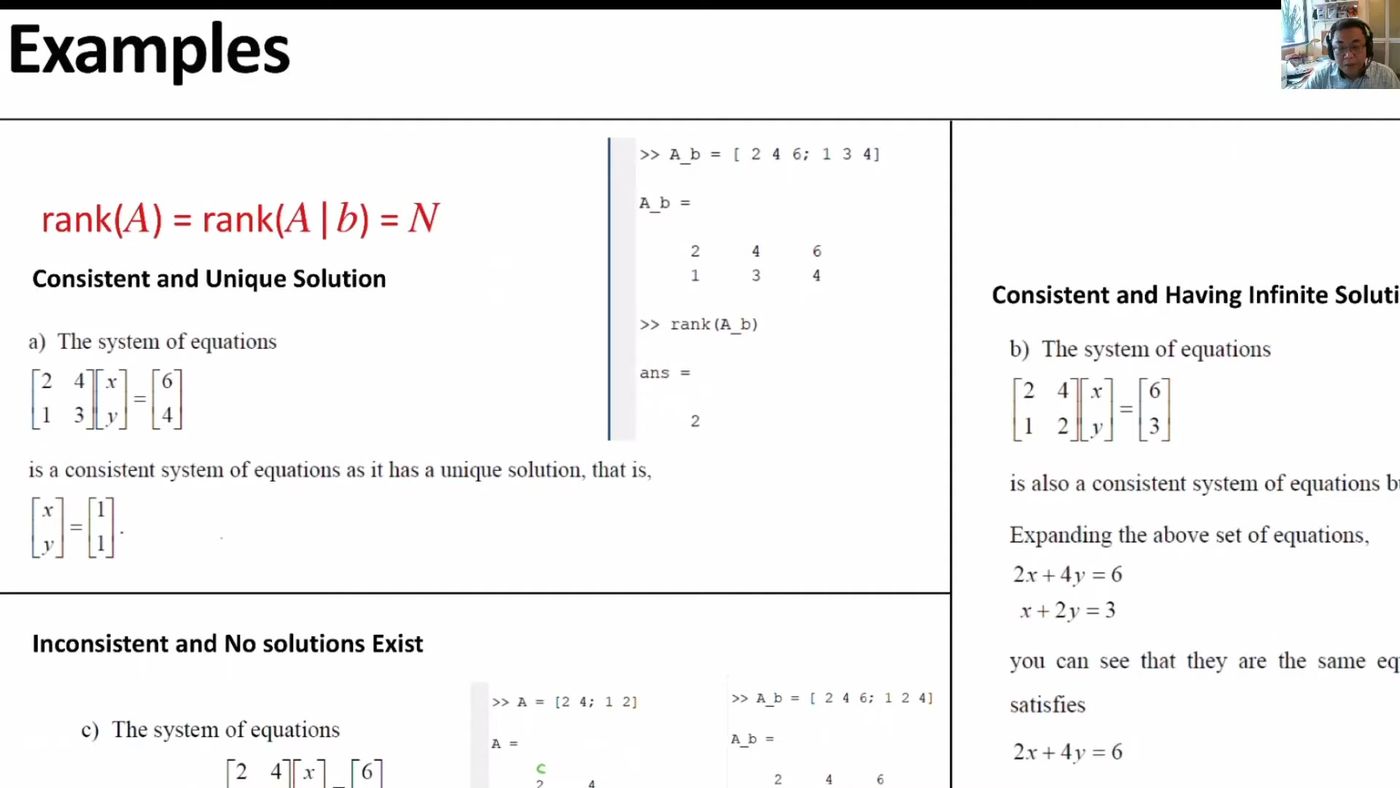 Examples
rank(A) = rank(A | b) = N
Consistent and Unique Solution
a) The system of equations
[2 4 [x = [6
1 3] y] 4]
is a consistent system of equations as it has a unique solution, that is,
[x = [1
y] 1].
>> A_b = [ 2 4 6; 1 3 4]
A_b =
2 4 6
1 3 4
>> rank(A_b)
ans =
2
Inconsistent and No solutions Exist
c) The system of equations
[2 4][x] = [6]
>> A = [2 4; 1 2]
A =
c
2 4
>> A_b = [ 2 4 6; 1 2 4]
A_b =
2 4 6
Consistent and Having Infinite Soluti
b) The system of equations
[2 4 [x = [6
1 2] y] 3]
is also a consistent system of equations b
Expanding the above set of equations,
2x + 4y = 6
x + 2y = 3
you can see that they are the same eq
satisfies
2x + 4y = 6